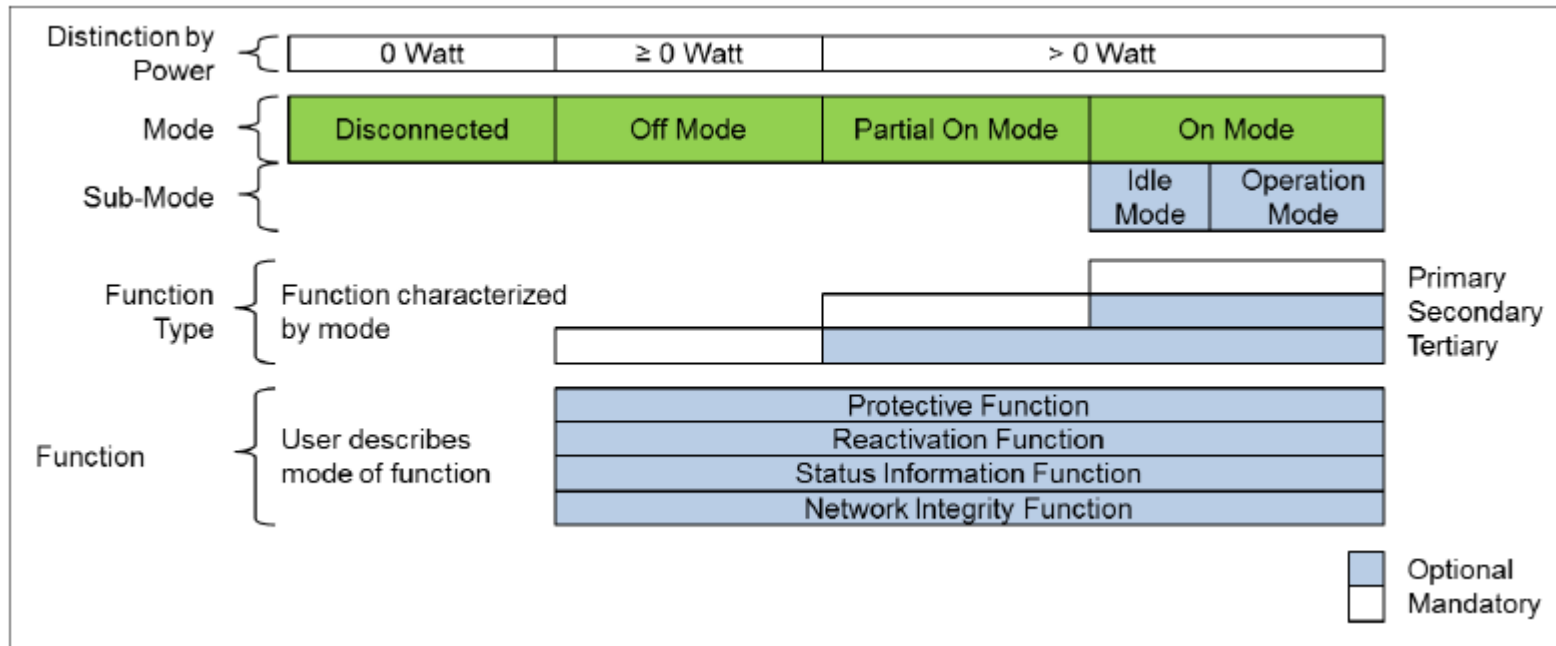 Distinction by
Power
0 Watt
≥ 0 Watt
> 0 Watt
Mode
Disconnected
Off Mode
Partial On Mode
On Mode
Sub-Mode
Idle
Mode
Operation
Mode
Function
Type
Function characterized
by mode
Primary
Secondary
Tertiary
Function
User describes
mode of function
Protective Function
Reactivation Function
Status Information Function
Network Integrity Function
Optional
Mandatory